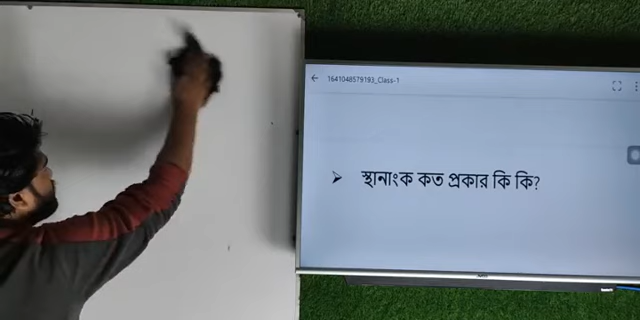 1641048579193_Class-1
স্থানাংক কত প্রকার কি কি?